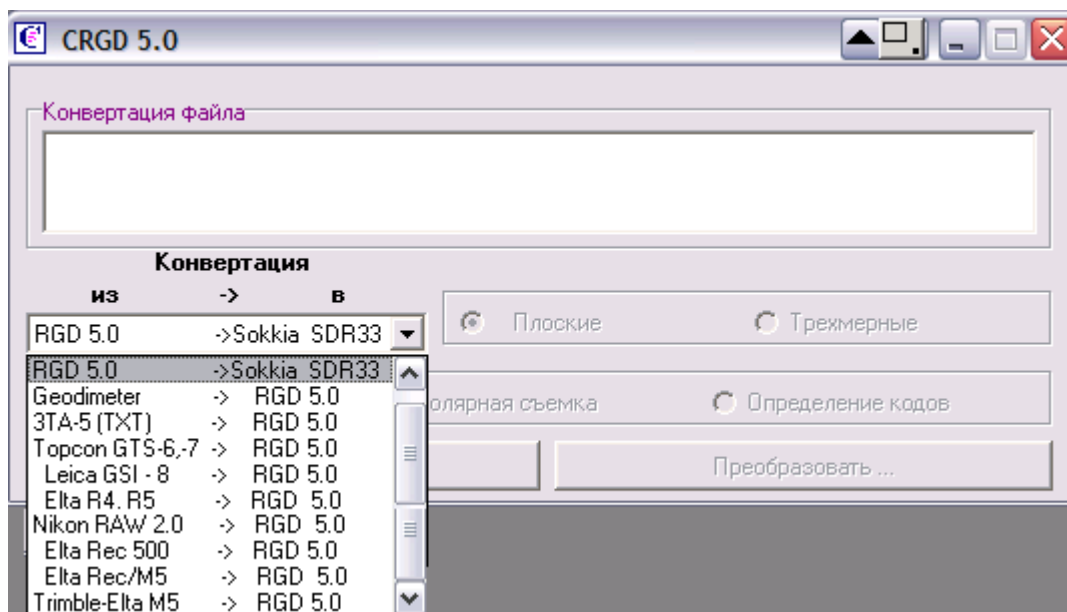 CRGD 5.0
Конвертация файла
Конвертация
из -> в
RGD 5.0 ->Sokkia SDR33
Плоские Трехмерные
RGD 5.0 ->Sokkia SDR33
Geodimeter -> RGD 5.0
3TA-5 (TXT) -> RGD 5.0
Topcon GTS-6,-7 -> RGD 5.0
Leica GSI - 8 -> RGD 5.0
Elta R4. R5 -> RGD 5.0
Nikon RAW 2.0 -> RGD 5.0
Elta Rec 500 -> RGD 5.0
Elta Rec/M5 -> RGD 5.0
Trimble-Elta M5 -> RGD 5.0
олярная съемка Определение кодов
Преобразовать ...